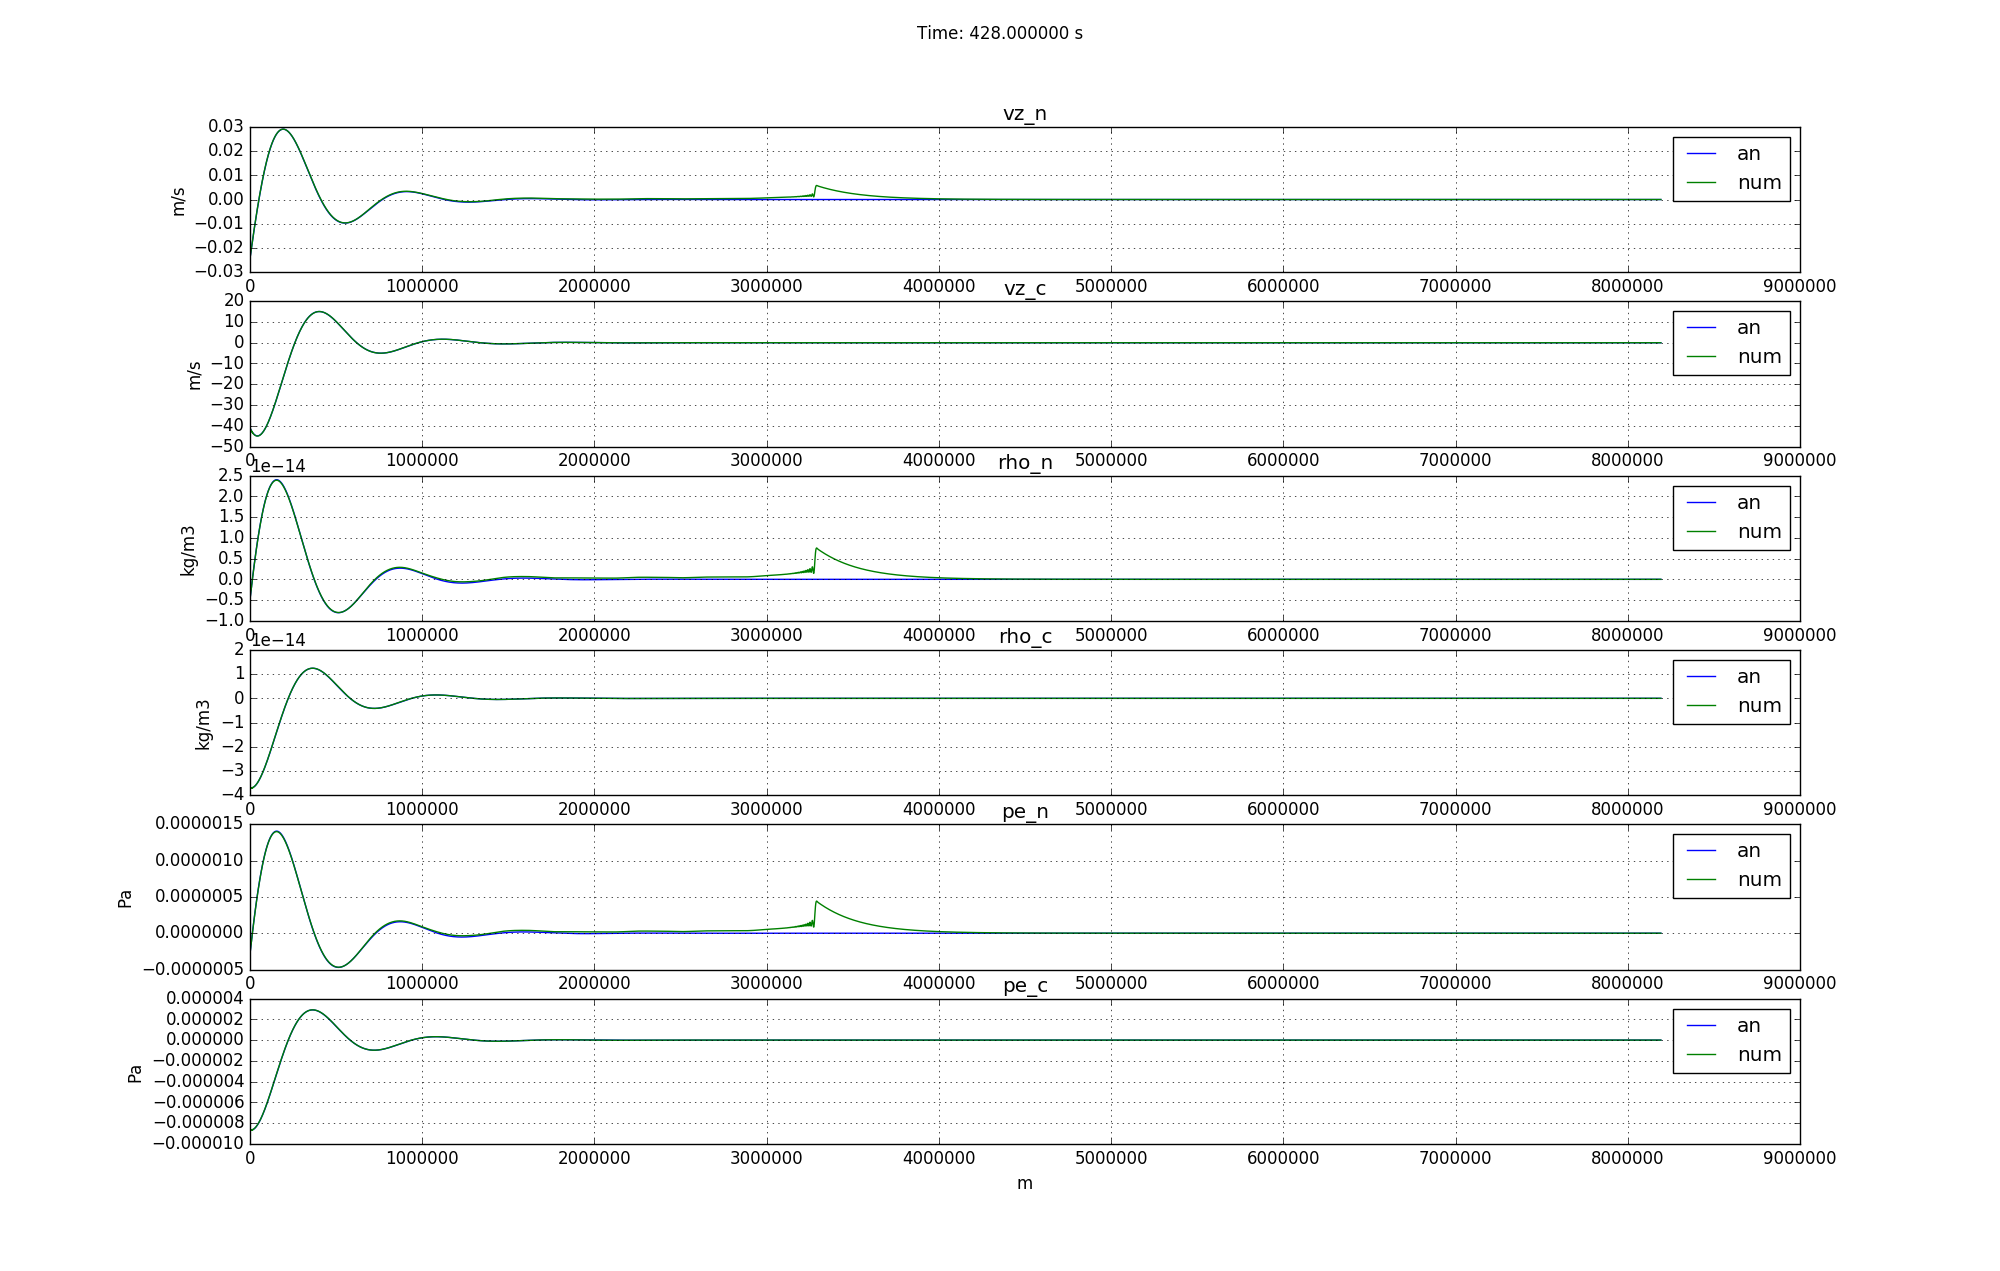 Time: 428.000000 s
vz_n
0.03
0.02
0.01
0.00
−0.01
−0.02
−0.03
m/s
an
num
0 1000000 2000000 3000000 4000000 5000000 6000000 7000000 8000000 9000000
vz_c
20
10
0
−10
−20
−30
−40
−50
m/s
an
num
0 1000000 2000000 3000000 4000000 5000000 6000000 7000000 8000000 9000000
1e−14
rho_n
2.5
2.0
1.5
1.0
0.5
0.0
−0.5
−1.0
kg/m3
an
num
0 1000000 2000000 3000000 4000000 5000000 6000000 7000000 8000000 9000000
1e−14
rho_c
2
1
0
−1
−2
−3
−4
kg/m3
an
num
0 1000000 2000000 3000000 4000000 5000000 6000000 7000000 8000000 9000000
pe_n
0.0000015
0.0000010
0.0000005
0.0000000
−0.0000005
Pa
an
num
0 1000000 2000000 3000000 4000000 5000000 6000000 7000000 8000000 9000000
pe_c
0.000004
0.000002
0.000000
−0.000002
−0.000004
−0.000006
−0.000008
−0.000010
Pa
an
num
0 1000000 2000000 3000000 4000000 5000000 6000000 7000000 8000000 9000000
m